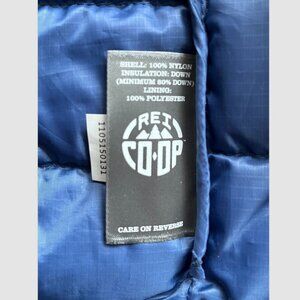 SHELL: 100% NYLON
INSULATION: DOWN
(MINIMUM 80% DOWN)
LINING:
100% POLYESTER
REI
CO·OP
CARE ON REVERSE
1105150131